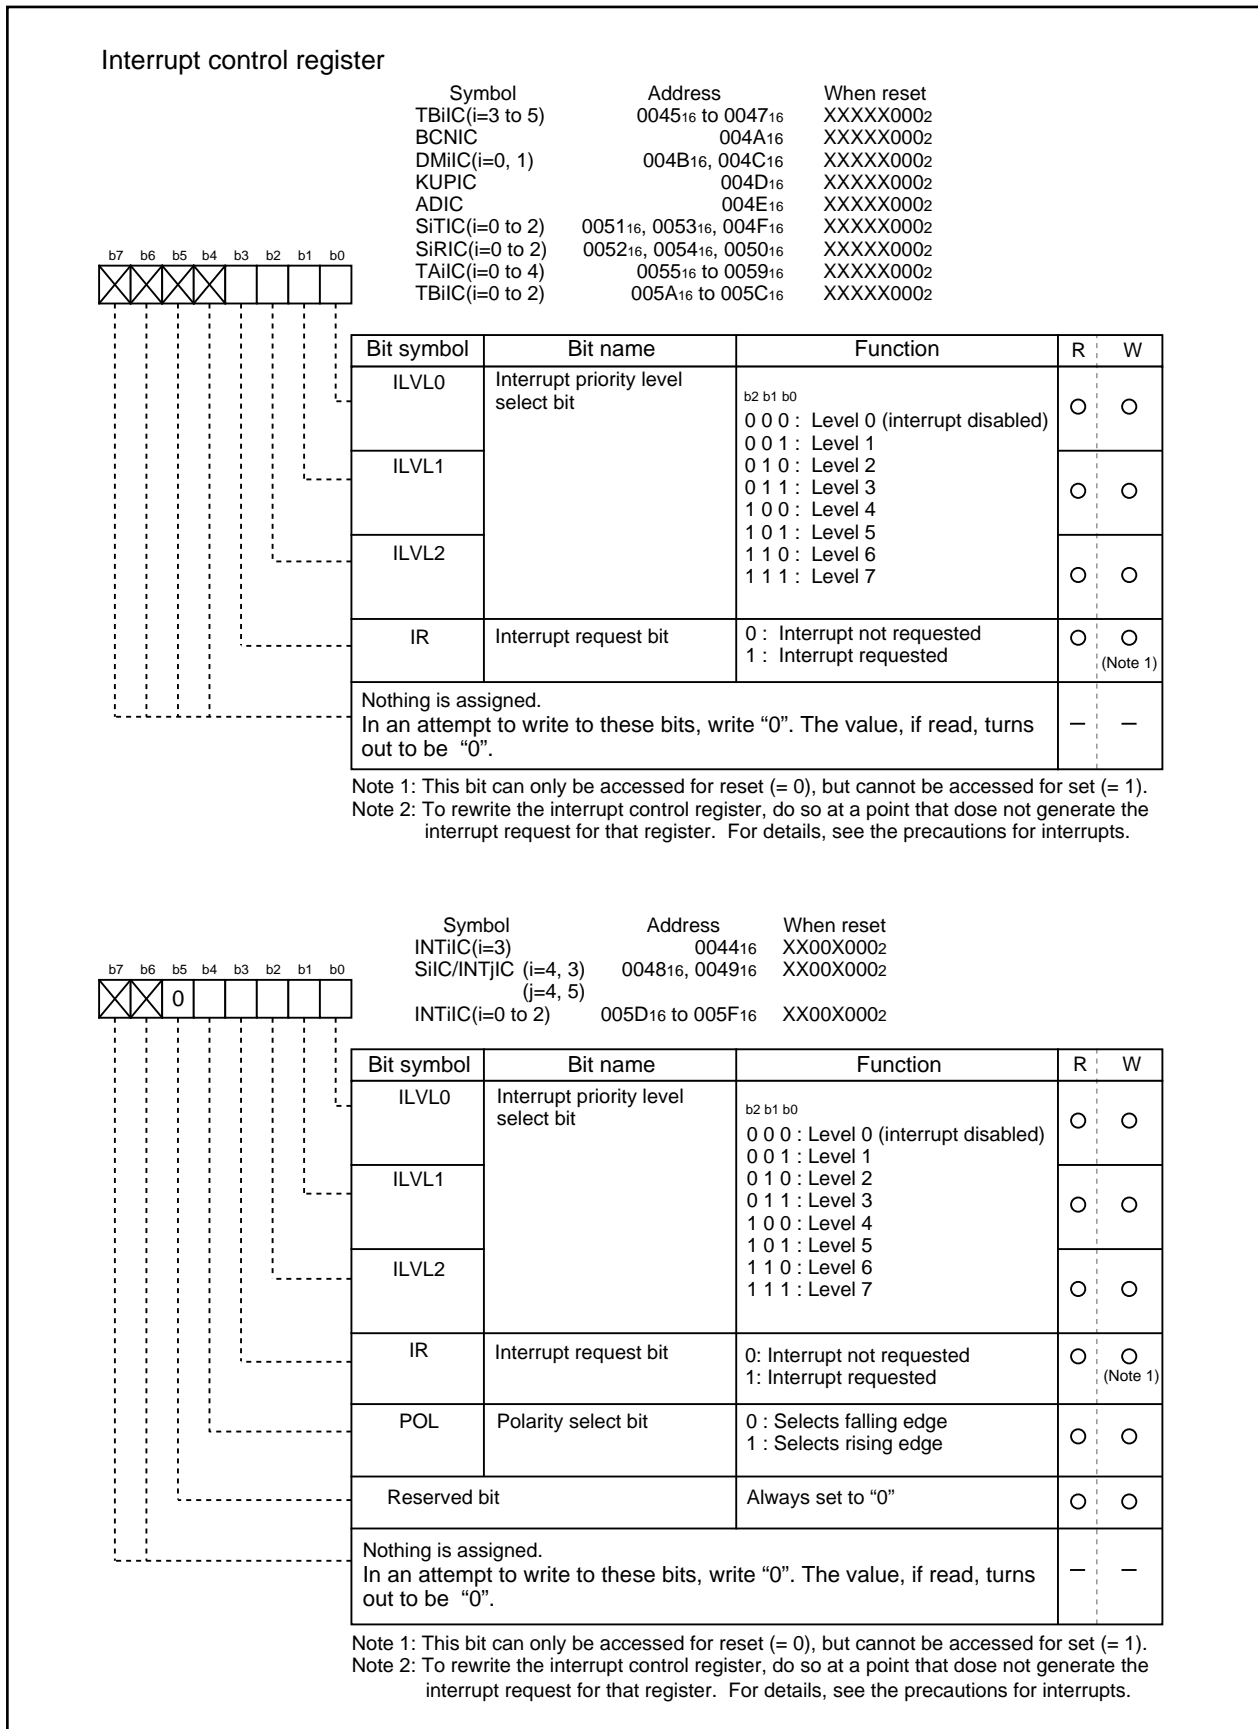 Interrupt control register
Symbol Address When reset
TBiIC(i=3 to 5) 004516 to 004716 XXXXX0002
BCNIC 004A16 XXXXX0002
DMiIC(i=0, 1) 004B16, 004C16 XXXXX0002
KUPIC 004D16 XXXXX0002
ADIC 004E16 XXXXX0002
SiTIC(i=0 to 2) 005116, 005316, 004F16 XXXXX0002
SiRIC(i=0 to 2) 005216, 005416, 005016 XXXXX0002
TAiIC(i=0 to 4) 005516 to 005916 XXXXX0002
TBiIC(i=0 to 2) 005A16 to 005C16 XXXXX0002
b7 b6 b5 b4 b3 b2 b1 b0
Bit symbol Bit name Function R W
ILVL0 Interrupt priority level
select bit
b2 b1 b0
0 0 0 : Level 0 (interrupt disabled)
0 0 1 : Level 1
ILVL1 0 1 0 : Level 2
0 1 1 : Level 3
1 0 0 : Level 4
1 0 1 : Level 5
ILVL2 1 1 0 : Level 6
1 1 1 : Level 7
IR Interrupt request bit 0 : Interrupt not requested
1 : Interrupt requested
(Note 1)
Nothing is assigned.
In an attempt to write to these bits, write “0”. The value, if read, turns
out to be “0”.
– –
Note 1: This bit can only be accessed for reset (= 0), but cannot be accessed for set (= 1).
Note 2: To rewrite the interrupt control register, do so at a point that dose not generate the
interrupt request for that register. For details, see the precautions for interrupts.
Symbol Address When reset
INTiIC(i=3) 004416 XX00X0002
SiIC/INTjIC (i=4, 3) 004816, 004916 XX00X0002
(j=4, 5)
INTiIC(i=0 to 2) 005D16 to 005F16 XX00X0002
b7 b6 b5 b4 b3 b2 b1 b0
0
Bit symbol Bit name Function R W
ILVL0 Interrupt priority level
select bit
b2 b1 b0
0 0 0 : Level 0 (interrupt disabled)
0 0 1 : Level 1
ILVL1 0 1 0 : Level 2
0 1 1 : Level 3
1 0 0 : Level 4
1 0 1 : Level 5
ILVL2 1 1 0 : Level 6
1 1 1 : Level 7
IR Interrupt request bit 0: Interrupt not requested
1: Interrupt requested
(Note 1)
POL Polarity select bit 0 : Selects falling edge
1 : Selects rising edge
Reserved bit Always set to “0”
Nothing is assigned.
In an attempt to write to these bits, write “0”. The value, if read, turns
out to be “0”.
– –
Note 1: This bit can only be accessed for reset (= 0), but cannot be accessed for set (= 1).
Note 2: To rewrite the interrupt control register, do so at a point that dose not generate the
interrupt request for that register. For details, see the precautions for interrupts.